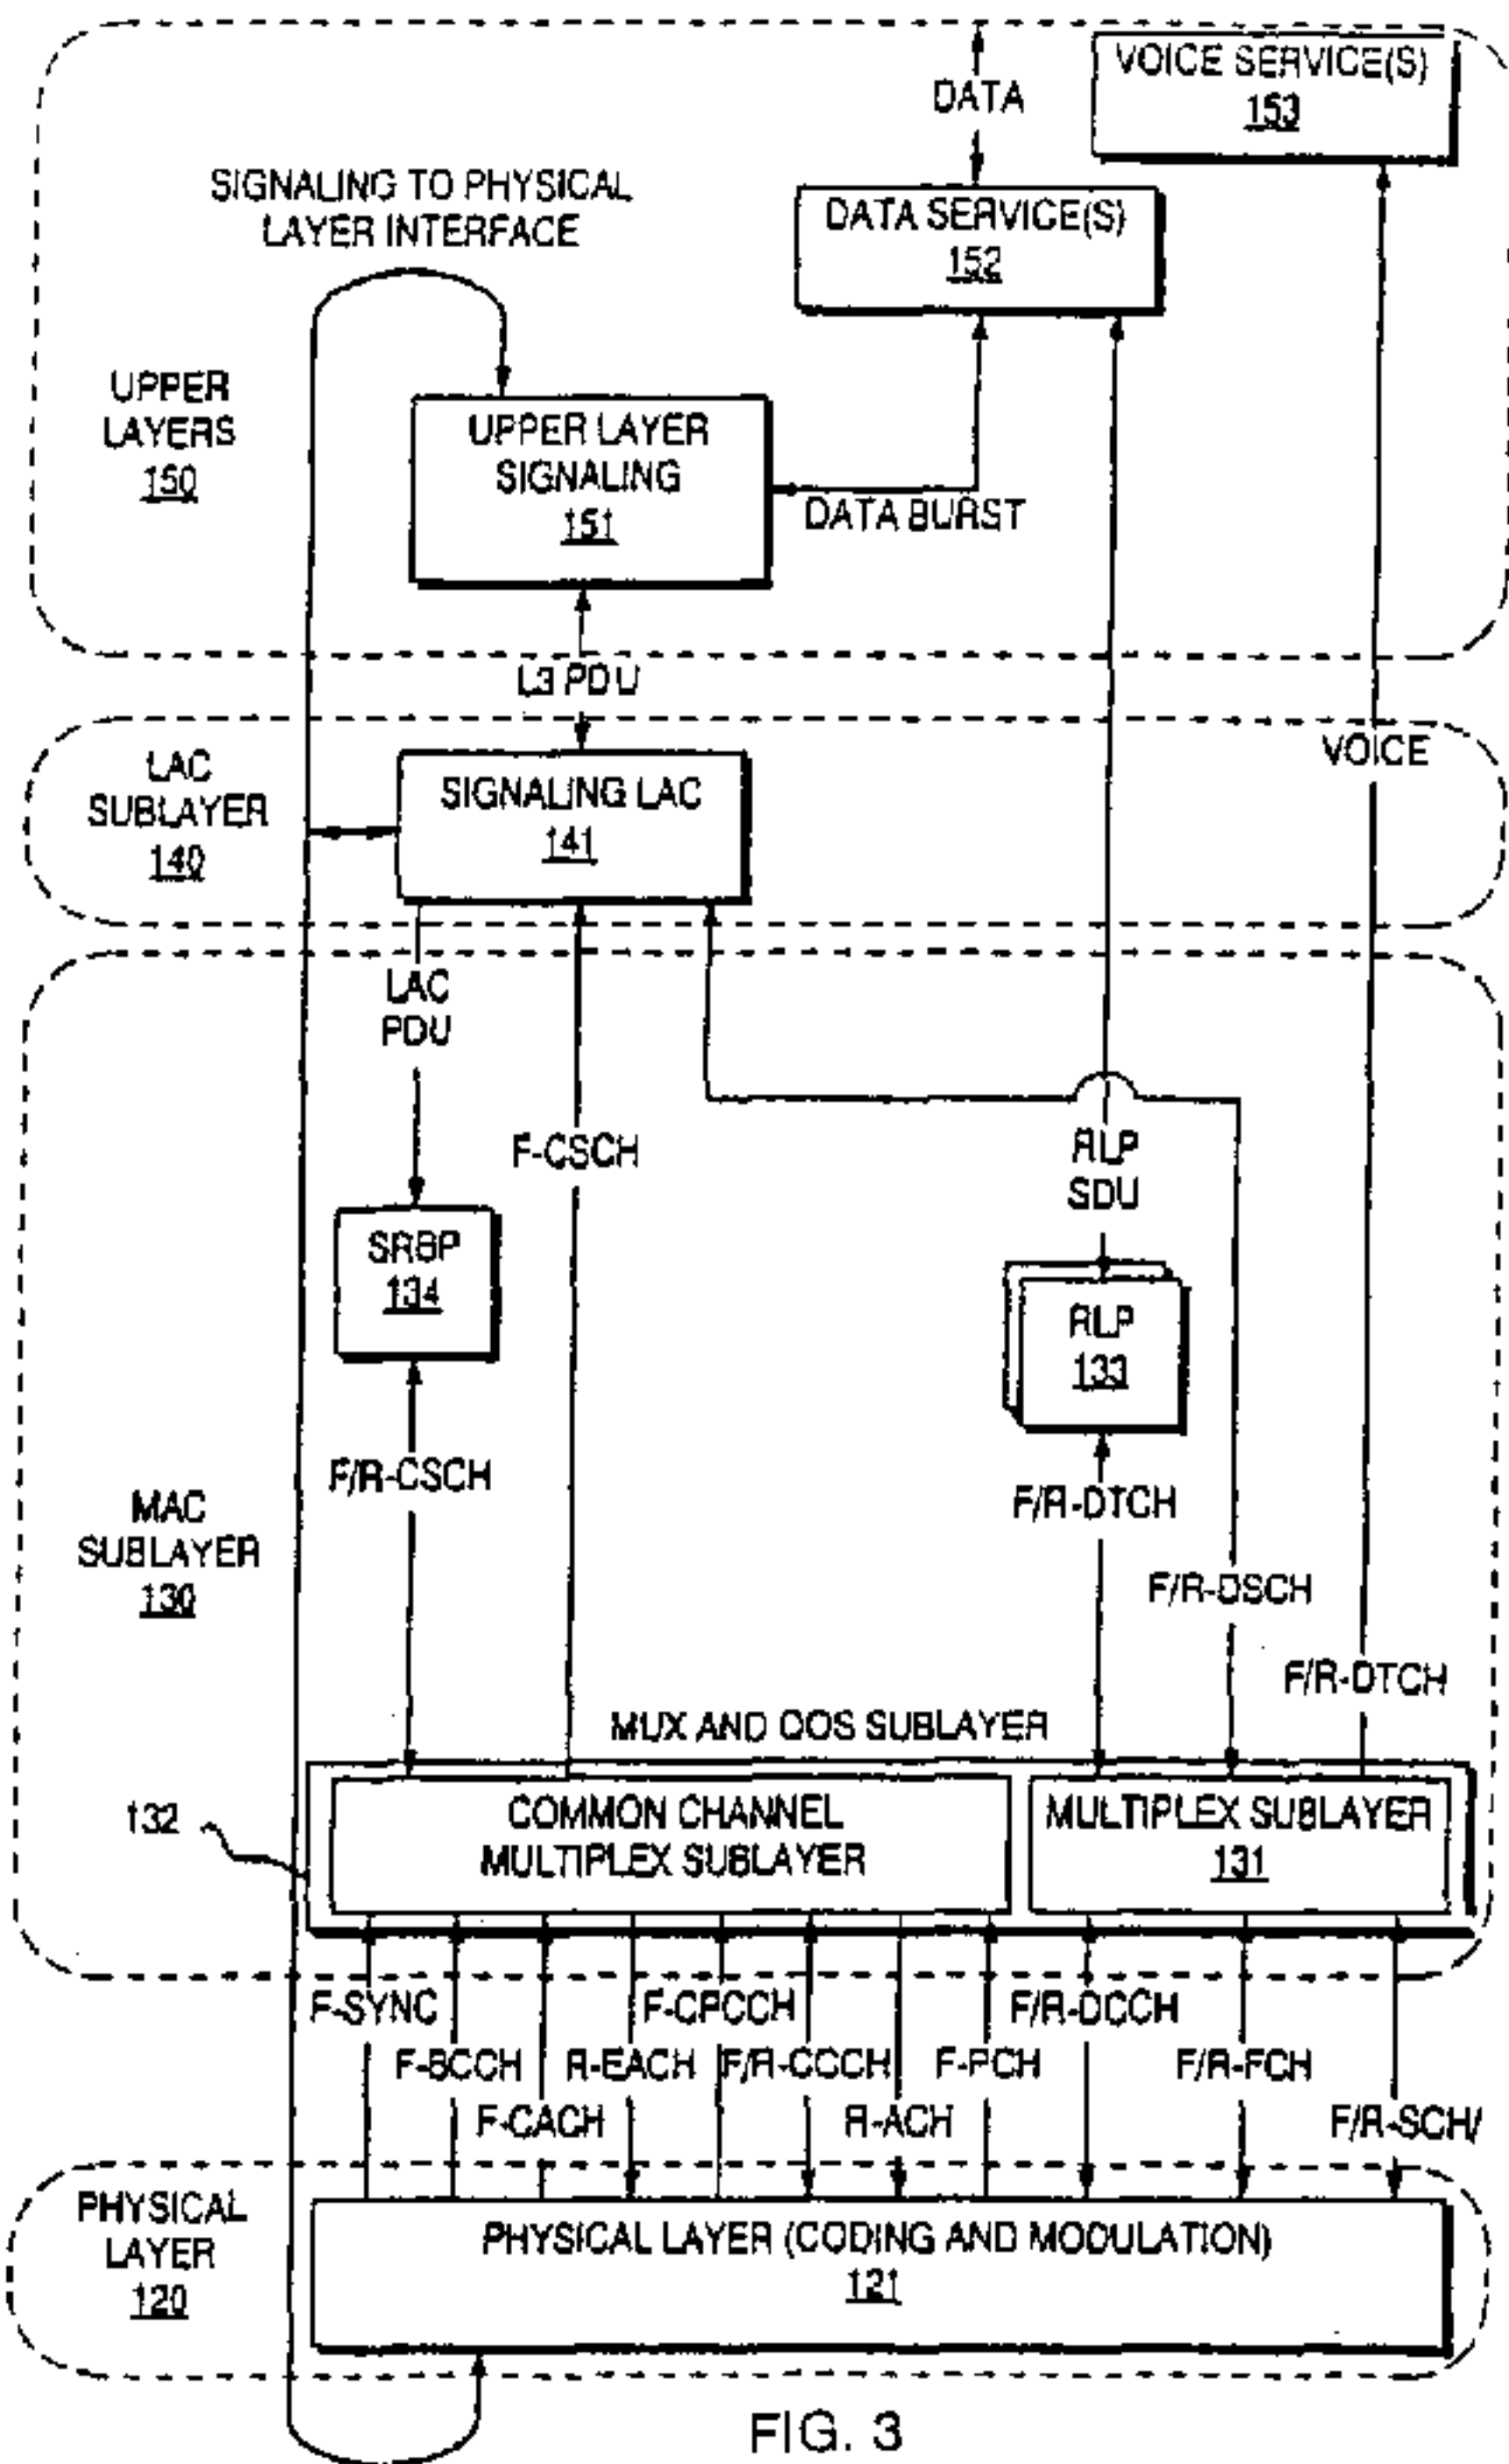 DATA
VOICE SERVICE(S)
153
SIGNALING TO PHYSICAL
LAYER INTERFACE
DATA SERVICE(S)
152
UPPER
LAYERS
150
UPPER LAYER
SIGNALING
151
DATA BURST
L3 PDU
LAC
SUBLAYER
140
SIGNALING LAC
141
VOICE
LAC
PDU
F-CSCH
RLP
SDU
SRBP
134
RLP
133
F/R-CSCH
F/R-DTCH
MAC
SUBLAYER
130
F/R-DSCH
F/R-DTCH
MUX AND QOS SUBLAYER
132
COMMON CHANNEL
MULTIPLEX SUBLAYER
MULTIPLEX SUBLAYER
131
F-SYNC
F-CPCCH
F/R-DCCH
F-BCCH
R-EACH
F/R-CCCH
F-PCH
F/R-FCH
F-CACH
R-ACH
F/R-SCH/
PHYSICAL
LAYER
120
PHYSICAL LAYER (CODING AND MODULATION)
121
FIG. 3